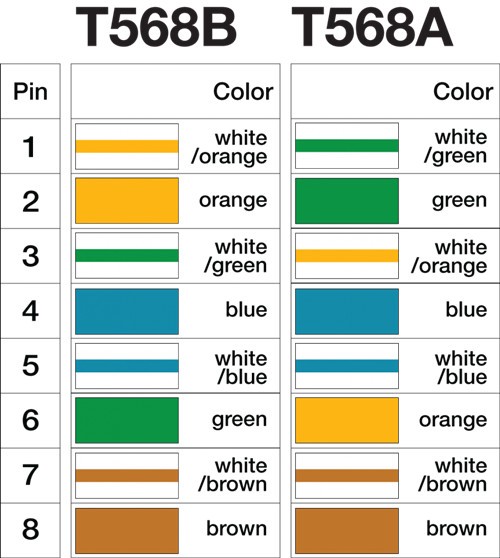 T568B T568A
Pin Color Color
1 white white
/orange /green
2 orange green
3 white white
/green /orange
4 blue blue
5 white white
/blue /blue
6 green orange
7 white white
/brown /brown
8 brown brown